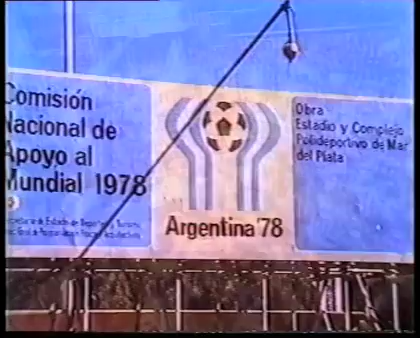 Comisión
Nacional de
Apoyo al
Mundial 1978
Argentina '78
Obra
Estadio y Complejo
Polideportivo de Mar
del Plata